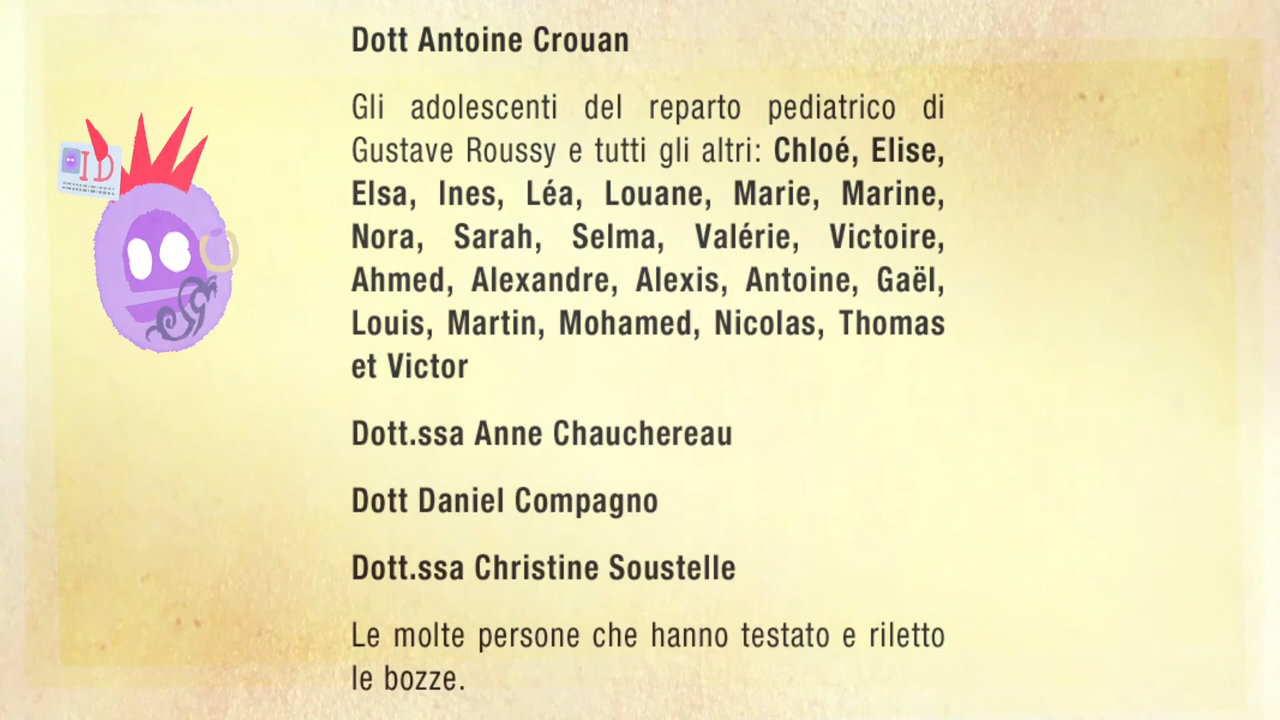 Dott Antoine Crouan
Gli adolescenti del reparto pediatrico di
Gustave Roussy e tutti gli altri: Chloé, Elise,
Elsa, Ines, Léa, Louane, Marie, Marine,
Nora, Sarah, Selma, Valérie, Victoire,
Ahmed, Alexandre, Alexis, Antoine, Gaël,
Louis, Martin, Mohamed, Nicolas, Thomas
et Victor
Dott.ssa Anne Chauchereau
Dott Daniel Compagno
Dott.ssa Christine Soustelle
Le molte persone che hanno testato e riletto
le bozze.
ID